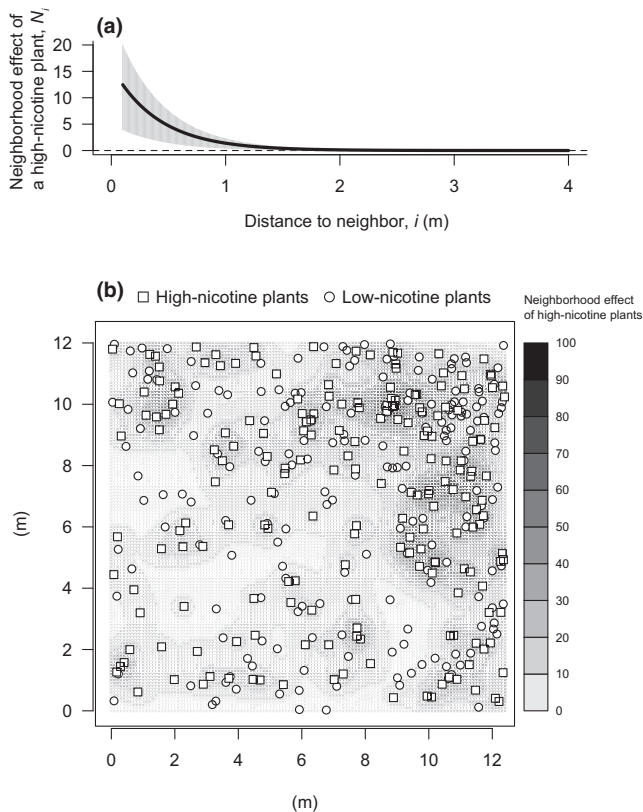 (a)
Neighborhood effect of
a high-nicotine plant, Nᵢ
20
15
10
5
0
0 1 2 3 4
Distance to neighbor, i (m)
(b)
High-nicotine plants Low-nicotine plants
Neighborhood effect
of high-nicotine plants
12
10
8
6
4
2
0
(m)
0 2 4 6 8 10 12
(m)
100
90
80
70
60
50
40
30
20
10
0